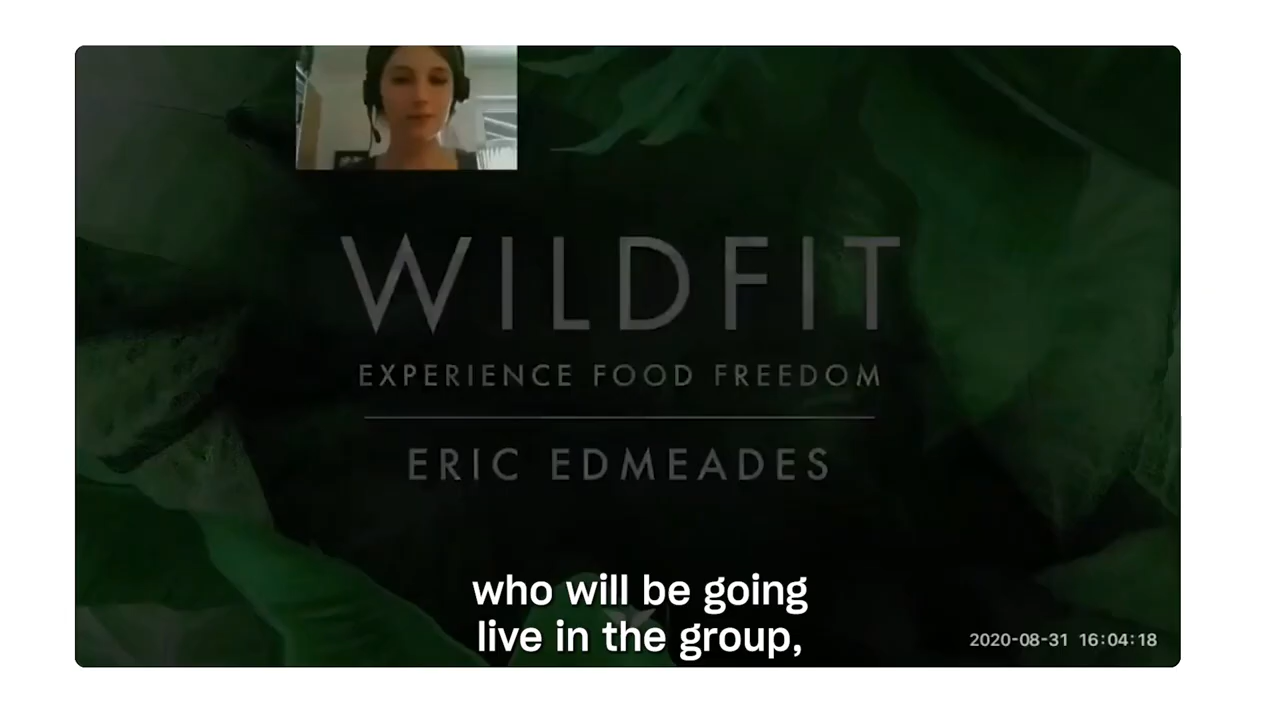 WILDFIT
EXPERIENCE FOOD FREEDOM
ERIC EDMEADES
who will be going
live in the group,
2020-08-31 16:04:18